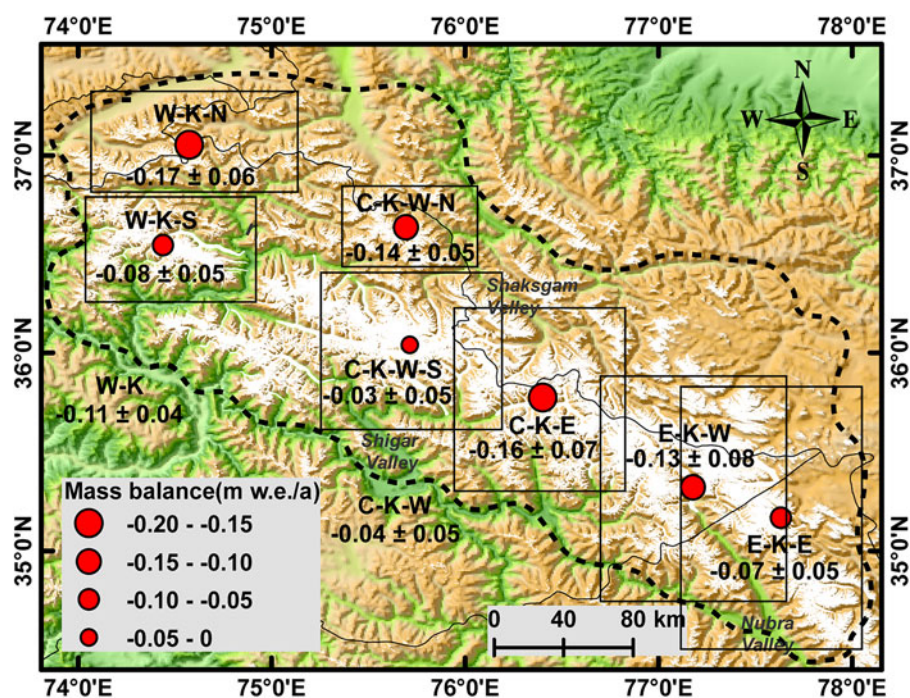 74°0'E 75°0'E 76°0'E 77°0'E 78°0'E
N
W E
S
37°0'N
37°0'N
W-K-N
-0.17 ± 0.06
W-K-S
-0.08 ± 0.05
C-K-W-N
-0.14 ± 0.05
Shaksgam
Valley
36°0'N
36°0'N
C-K-W-S
-0.03 ± 0.05
W-K
-0.11 ± 0.04
C-K-E
-0.16 ± 0.07
E-K-W
-0.13 ± 0.08
Shigar
Valley
C-K-W
-0.04 ± 0.05
E-K-E
-0.07 ± 0.05
35°0'N
35°0'N
Nubra
Valley
Mass balance(m w.e./a)
-0.20 - -0.15
-0.15 - -0.10
-0.10 - -0.05
-0.05 - 0
0 40 80 km
74°0'E 75°0'E 76°0'E 77°0'E 78°0'E